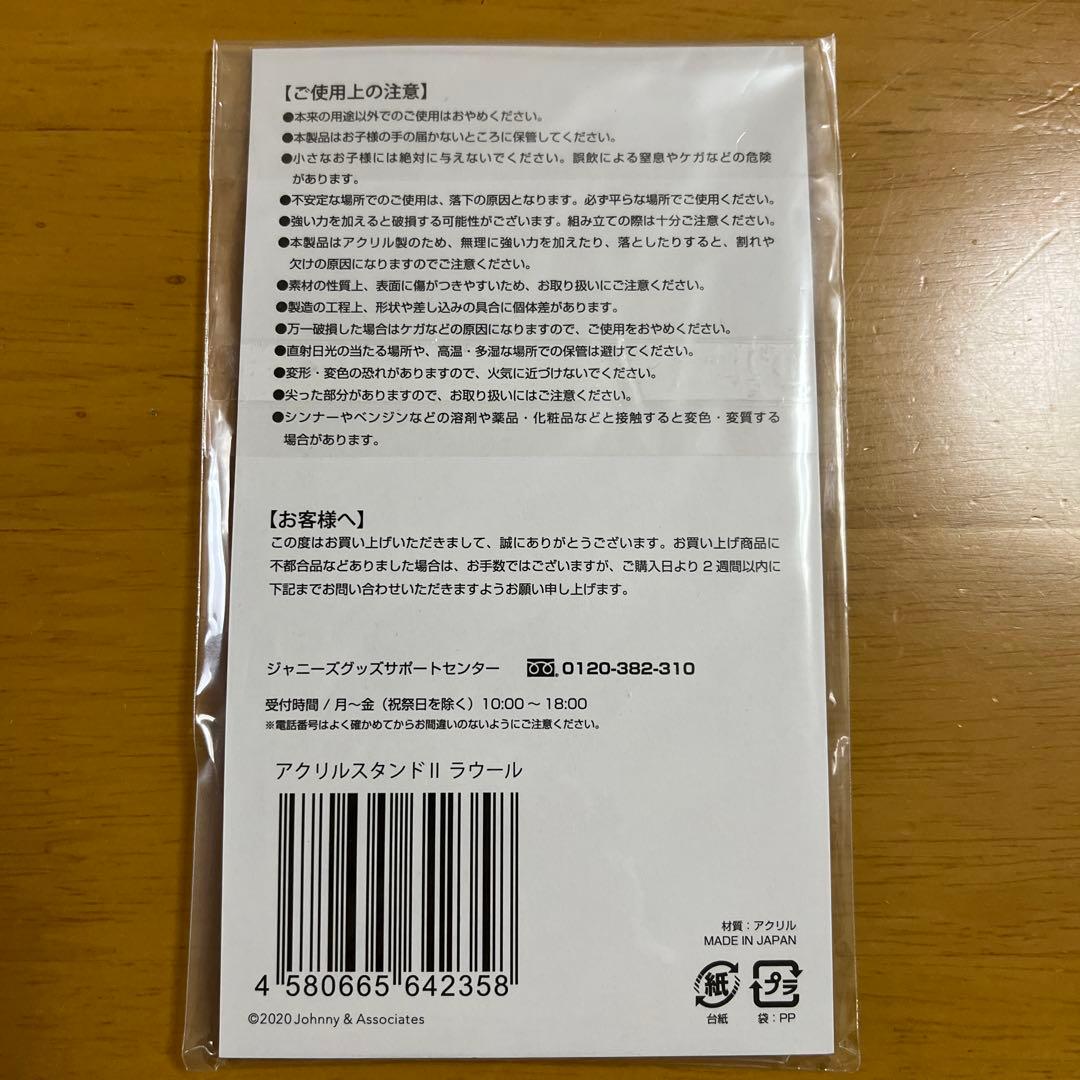 【ご使用上の注意】
●本来の用途以外でのご使用はおやめください。
●本製品はお子様の手の届かないところに保管してください。
●小さなお子様には絶対に与えないでください。誤飲による窒息やケガなどの危険
があります。
●不安定な場所でのご使用は、落下の原因となります。必ず平らな場所でご使用ください。
●強い力を加えると破損する可能性がございます。組み立ての際は十分ご注意ください。
●本製品はアクリル製のため、無理に強い力を加えたり、落としたりすると、割れや
欠けの原因になりますのでご注意ください。
●素材の性質上、表面に傷がつきやすいため、お取り扱いにご注意ください。
●製造の工程上、形状や差し込みの具合に個体差があります。
●万一破損した場合はケガなどの原因になりますので、ご使用をおやめください。
●直射日光の当たる場所や、高温・多湿な場所での保管は避けてください。
●変形・変色の恐れがありますので、火気に近づけないでください。
●尖った部分がありますので、お取り扱いにはご注意ください。
●シンナーやベンジンなどの溶剤や薬品・化粧品などと接触すると変色・変質する
場合があります。
【お客様へ】
この度はお買い上げいただきまして、誠にありがとうございます。お買い上げ商品に
不都合品などありました場合は、お手数ではございますが、ご購入日より2週間以内に
下記までお問い合わせいただきますようお願い申し上げます。
ジャニーズグッズサポートセンター 0120-382-310
受付時間 / 月～金（祝祭日を除く）10:00～18:00
※電話番号はよく確かめてからお間違いのないようにご注意ください。
アクリルスタンドⅡ ラウール
4 580665 642358
©2020 Johnny & Associates
材質：アクリル
MADE IN JAPAN
紙 プラ
台紙 袋：PP